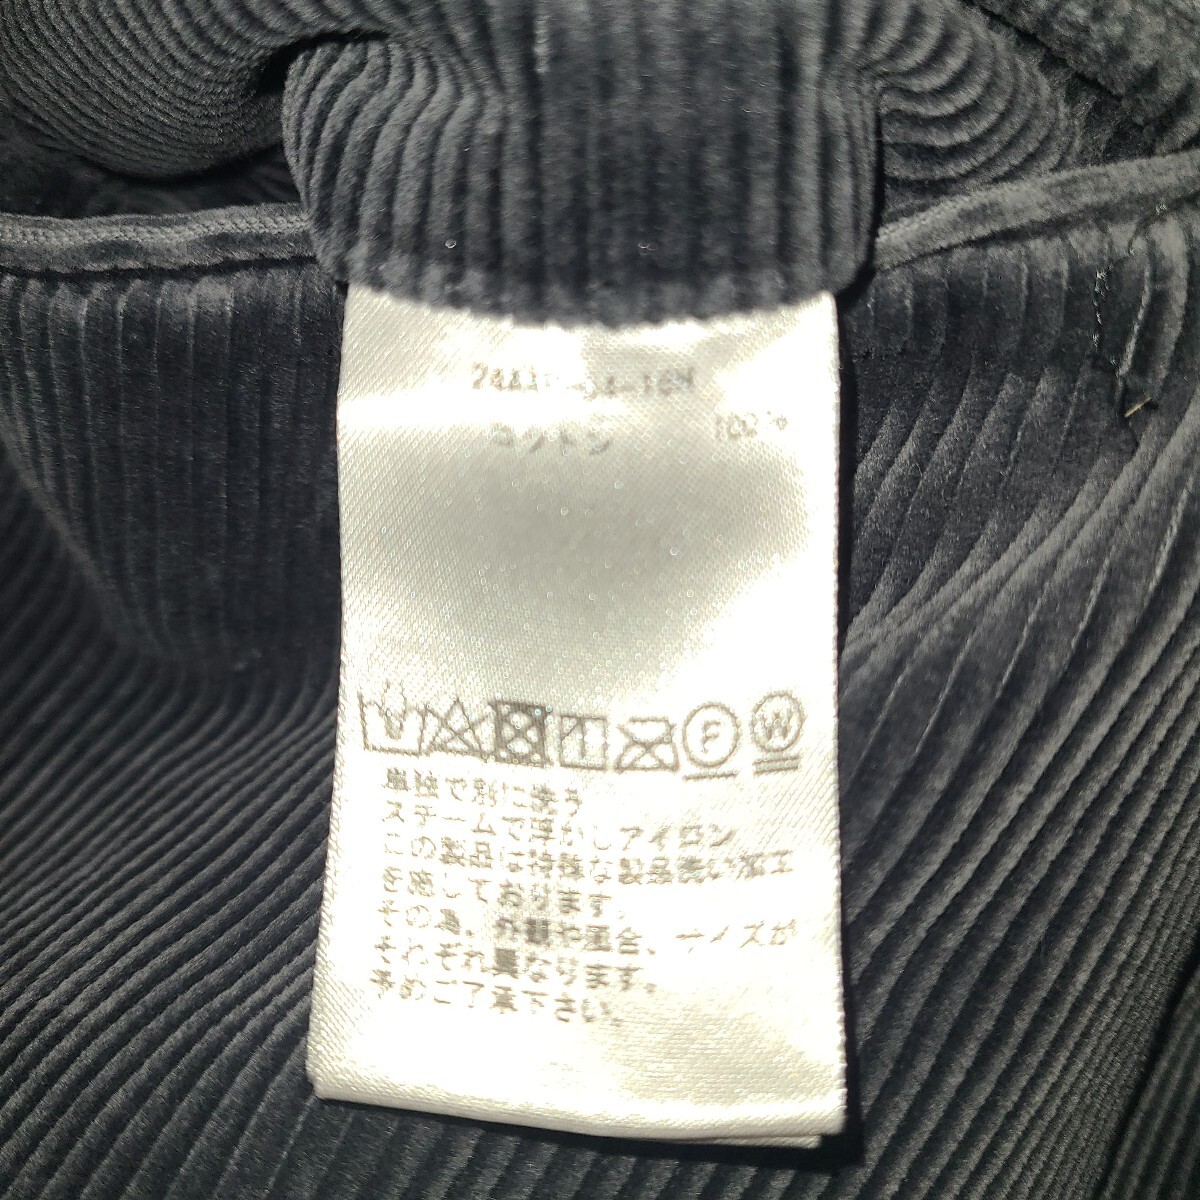 コットン 100%
F W
単独で別に洗う
スチームで浮かしアイロン
この製品は特殊な製品洗い加工
を施しております。
その為、外観や風合、サイズが
それぞれ異なります。
予めご了承下さい。